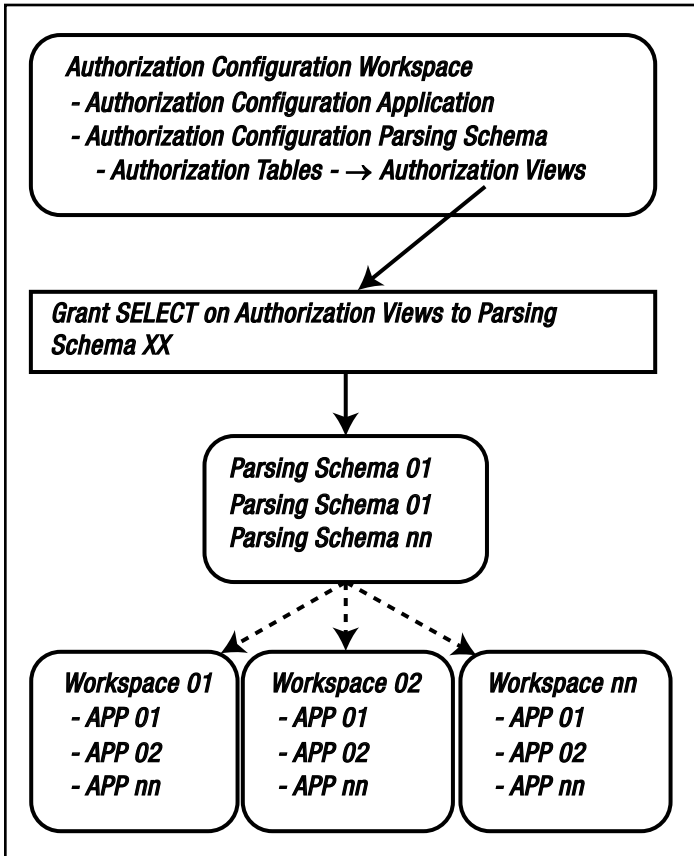 Authorization Configuration Workspace
- Authorization Configuration Application
- Authorization Configuration Parsing Schema
- Authorization Tables - → Authorization Views
Grant SELECT on Authorization Views to Parsing
Schema XX
Parsing Schema 01
Parsing Schema 01
Parsing Schema nn
Workspace 01
- APP 01
- APP 02
- APP nn
Workspace 02
- APP 01
- APP 02
- APP nn
Workspace nn
- APP 01
- APP 02
- APP nn